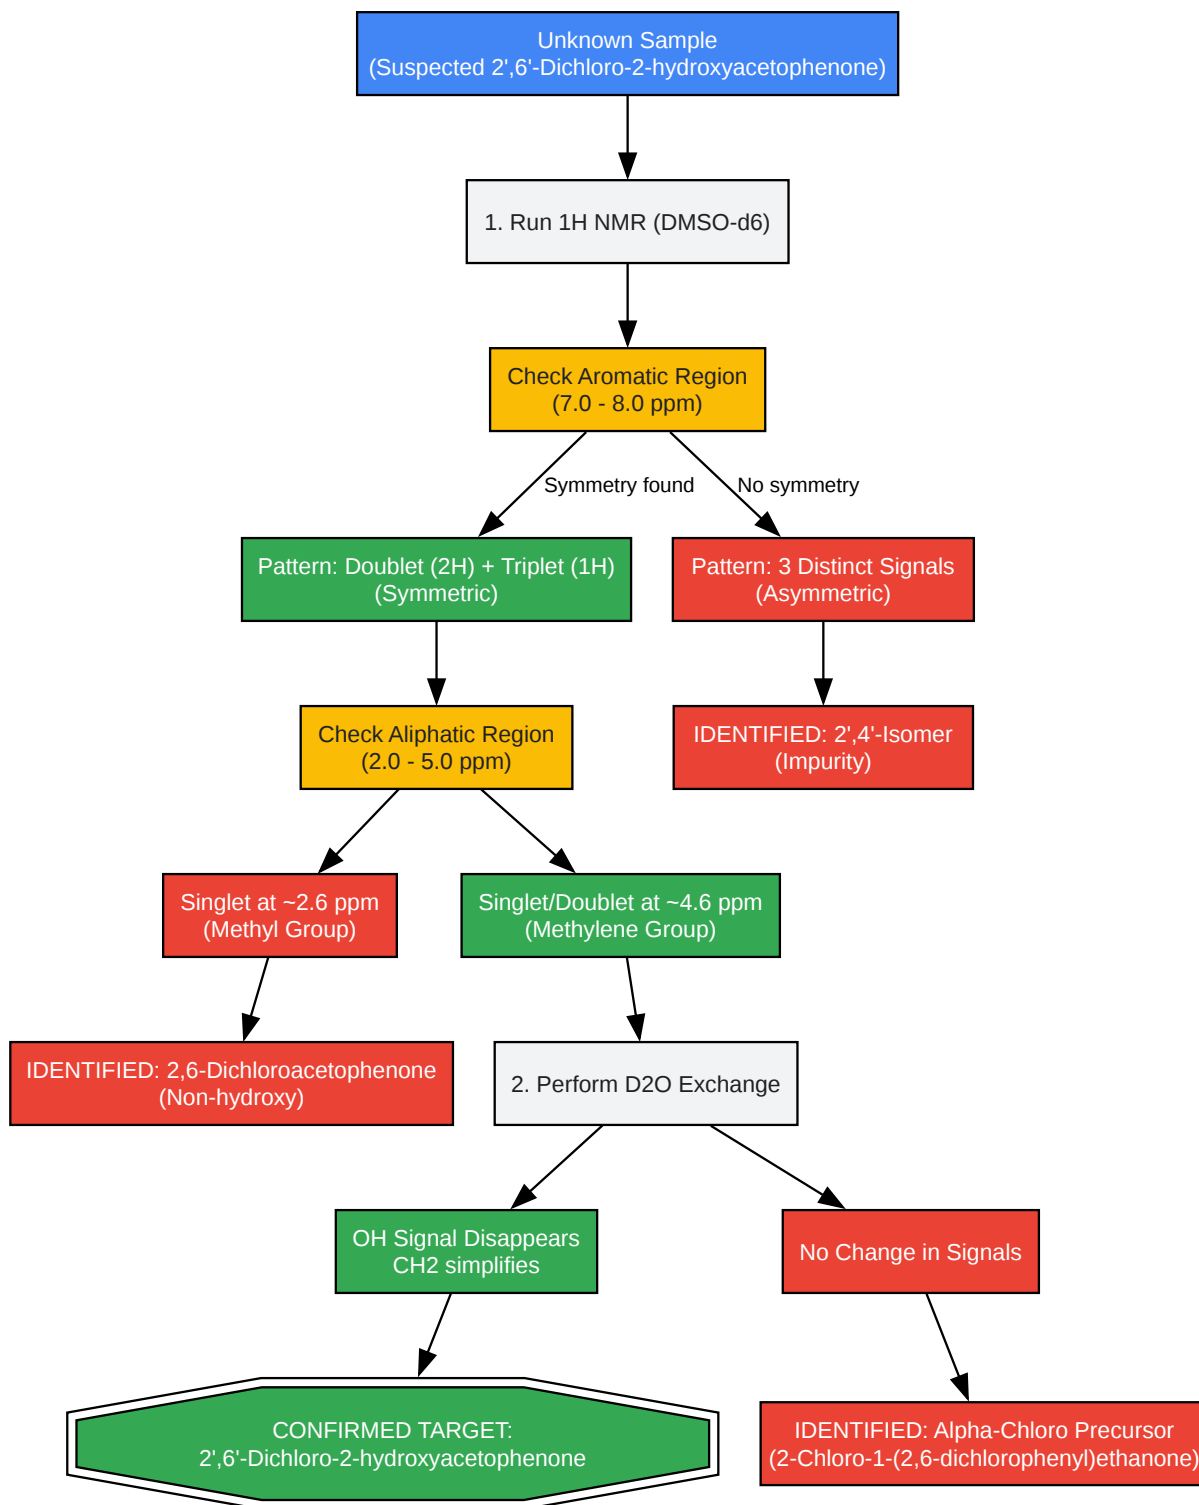 Unknown Sample
(Suspected 2',6'-Dichloro-2-hydroxyacetophenone)
1. Run 1H NMR (DMSO-d6)
Check Aromatic Region
(7.0 - 8.0 ppm)
Symmetry found
No symmetry
Pattern: Doublet (2H) + Triplet (1H)
(Symmetric)
Pattern: 3 Distinct Signals
(Asymmetric)
Check Aliphatic Region
(2.0 - 5.0 ppm)
IDENTIFIED: 2',4'-Isomer
(Impurity)
Singlet at ~2.6 ppm
(Methyl Group)
Singlet/Doublet at ~4.6 ppm
(Methylene Group)
IDENTIFIED: 2,6-Dichloroacetophenone
(Non-hydroxy)
2. Perform D2O Exchange
OH Signal Disappears
CH2 simplifies
No Change in Signals
CONFIRMED TARGET:
2',6'-Dichloro-2-hydroxyacetophenone
IDENTIFIED: Alpha-Chloro Precursor
(2-Chloro-1-(2,6-dichlorophenyl)ethanone)